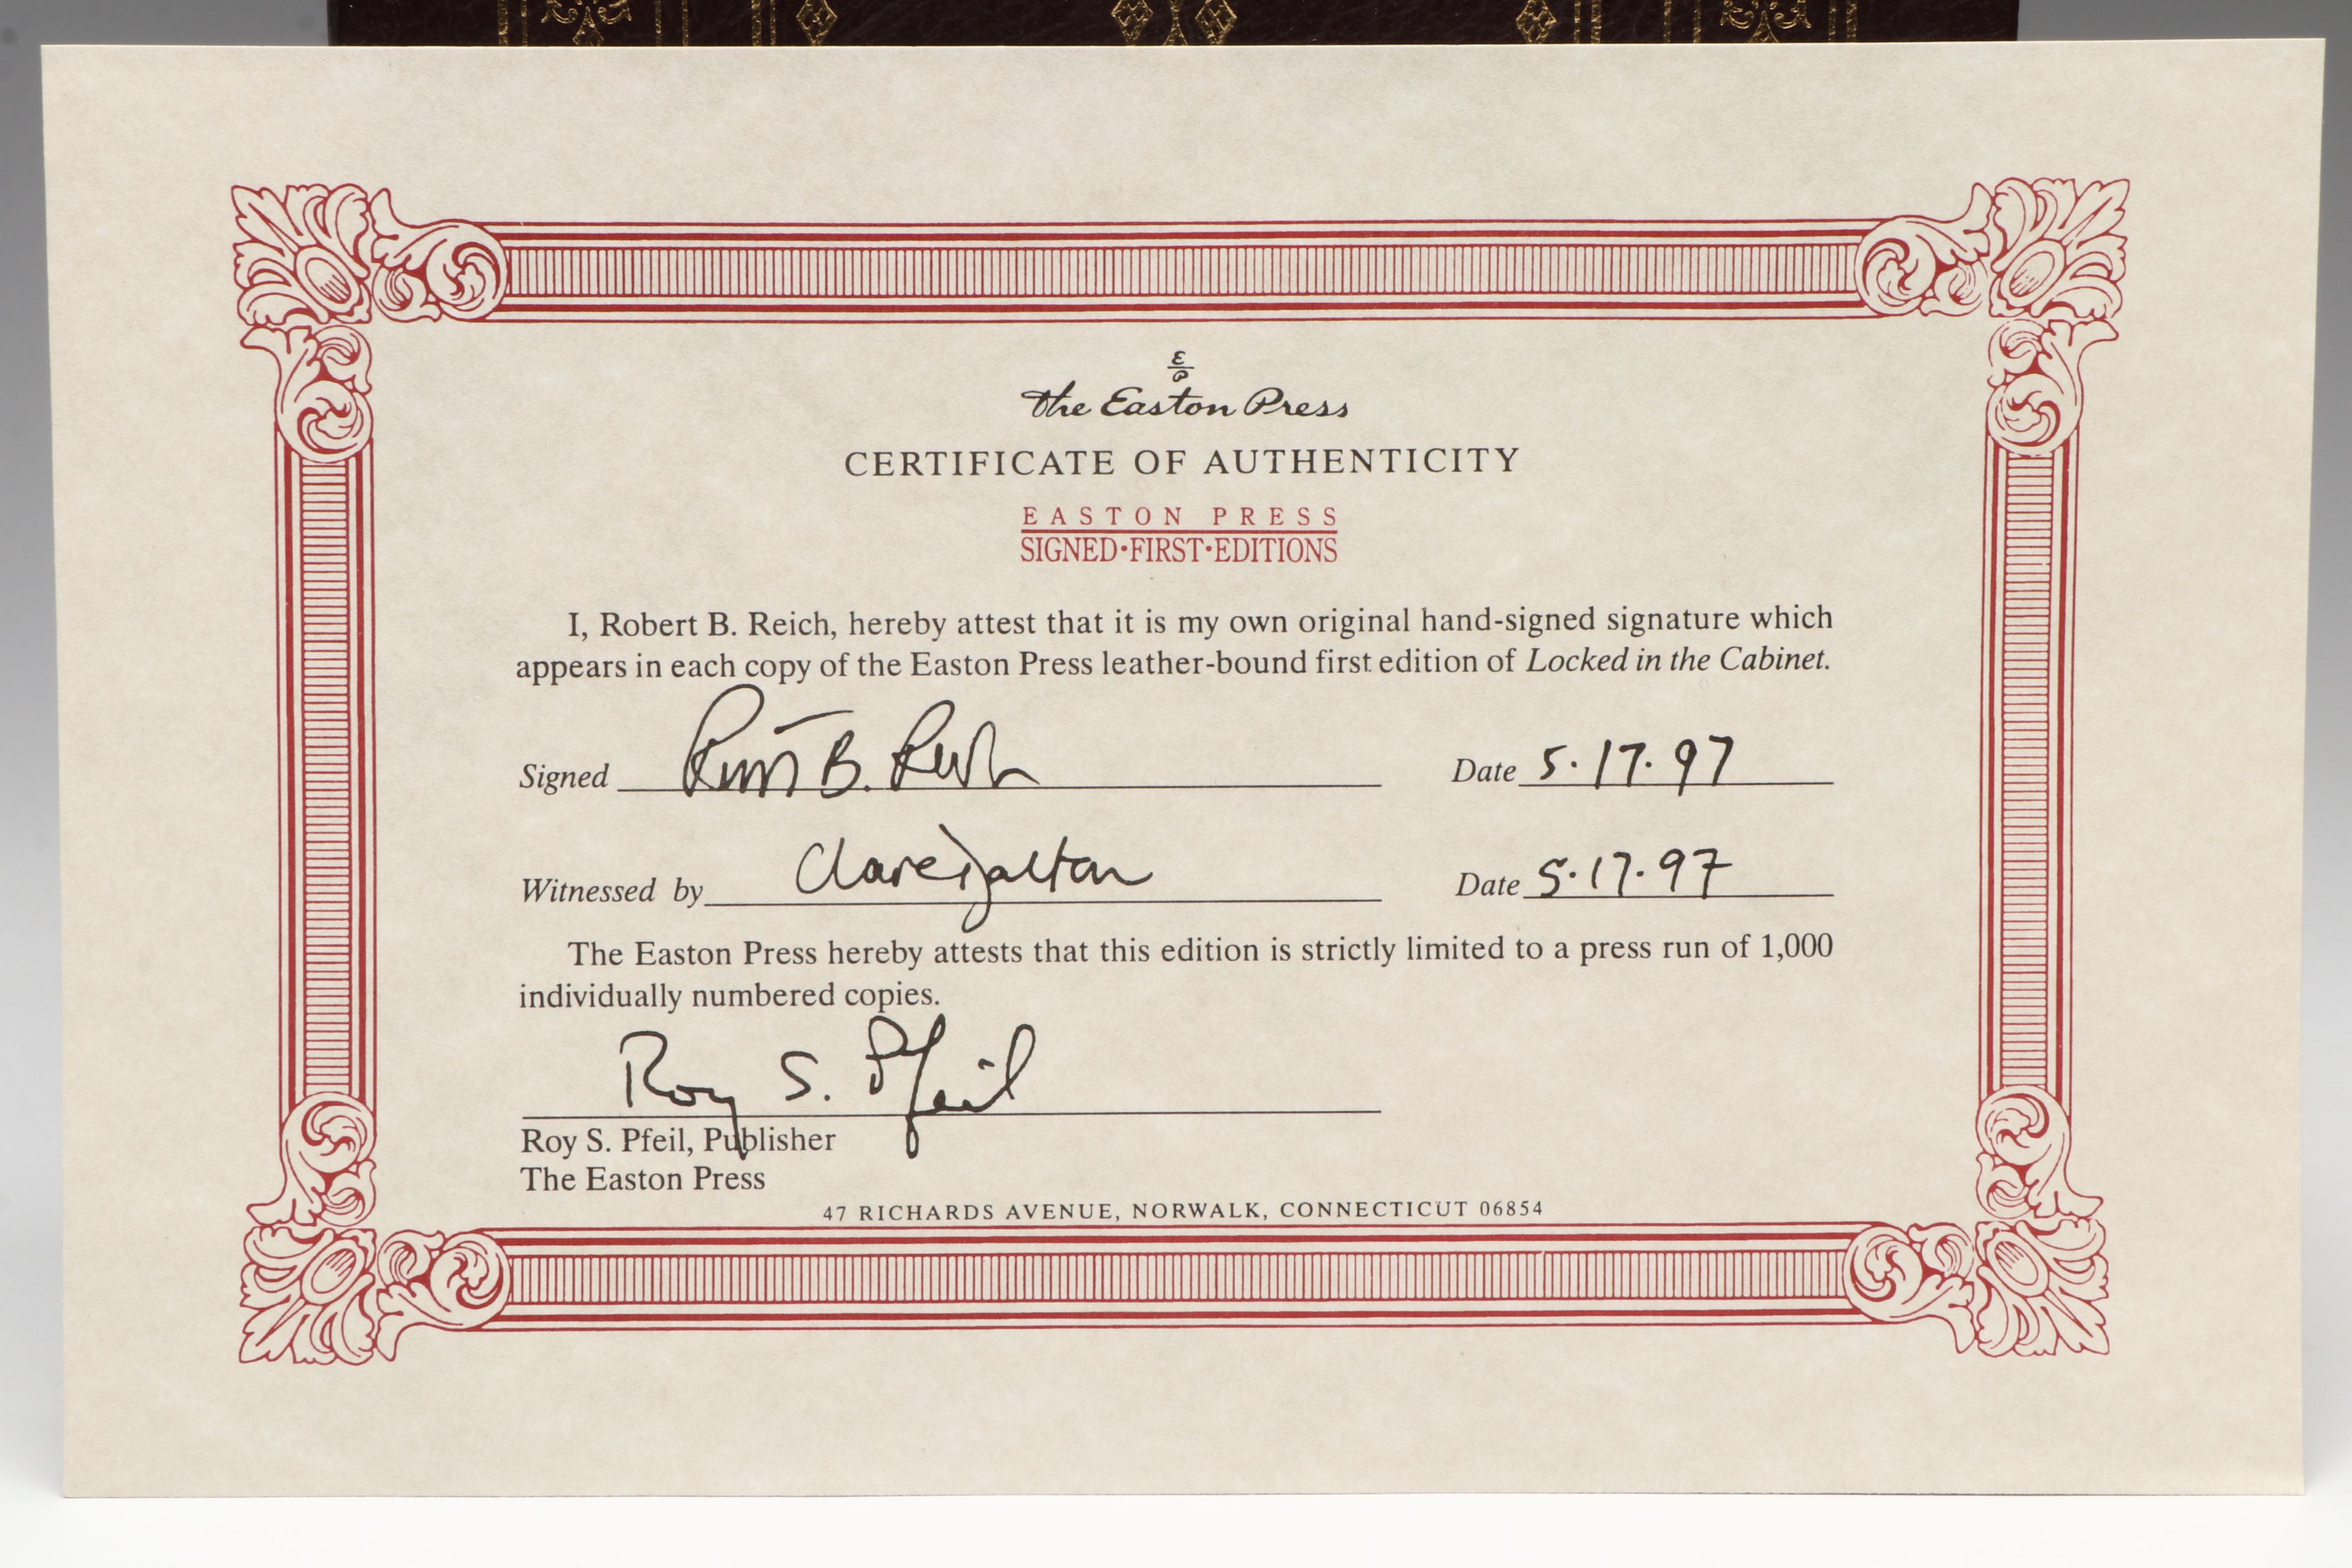 E
P
the Easton Press
CERTIFICATE OF AUTHENTICITY
EASTON PRESS
SIGNED·FIRST·EDITIONS
I, Robert B. Reich, hereby attest that it is my own original hand-signed signature which
appears in each copy of the Easton Press leather-bound first edition of Locked in the Cabinet.
Signed Robert B. Reich Date 5.17.97
Witnessed by Clare Dalton Date 5.17.97
The Easton Press hereby attests that this edition is strictly limited to a press run of 1,000
individually numbered copies.
Roy S. Pfeil
Roy S. Pfeil, Publisher
The Easton Press
47 RICHARDS AVENUE, NORWALK, CONNECTICUT 06854